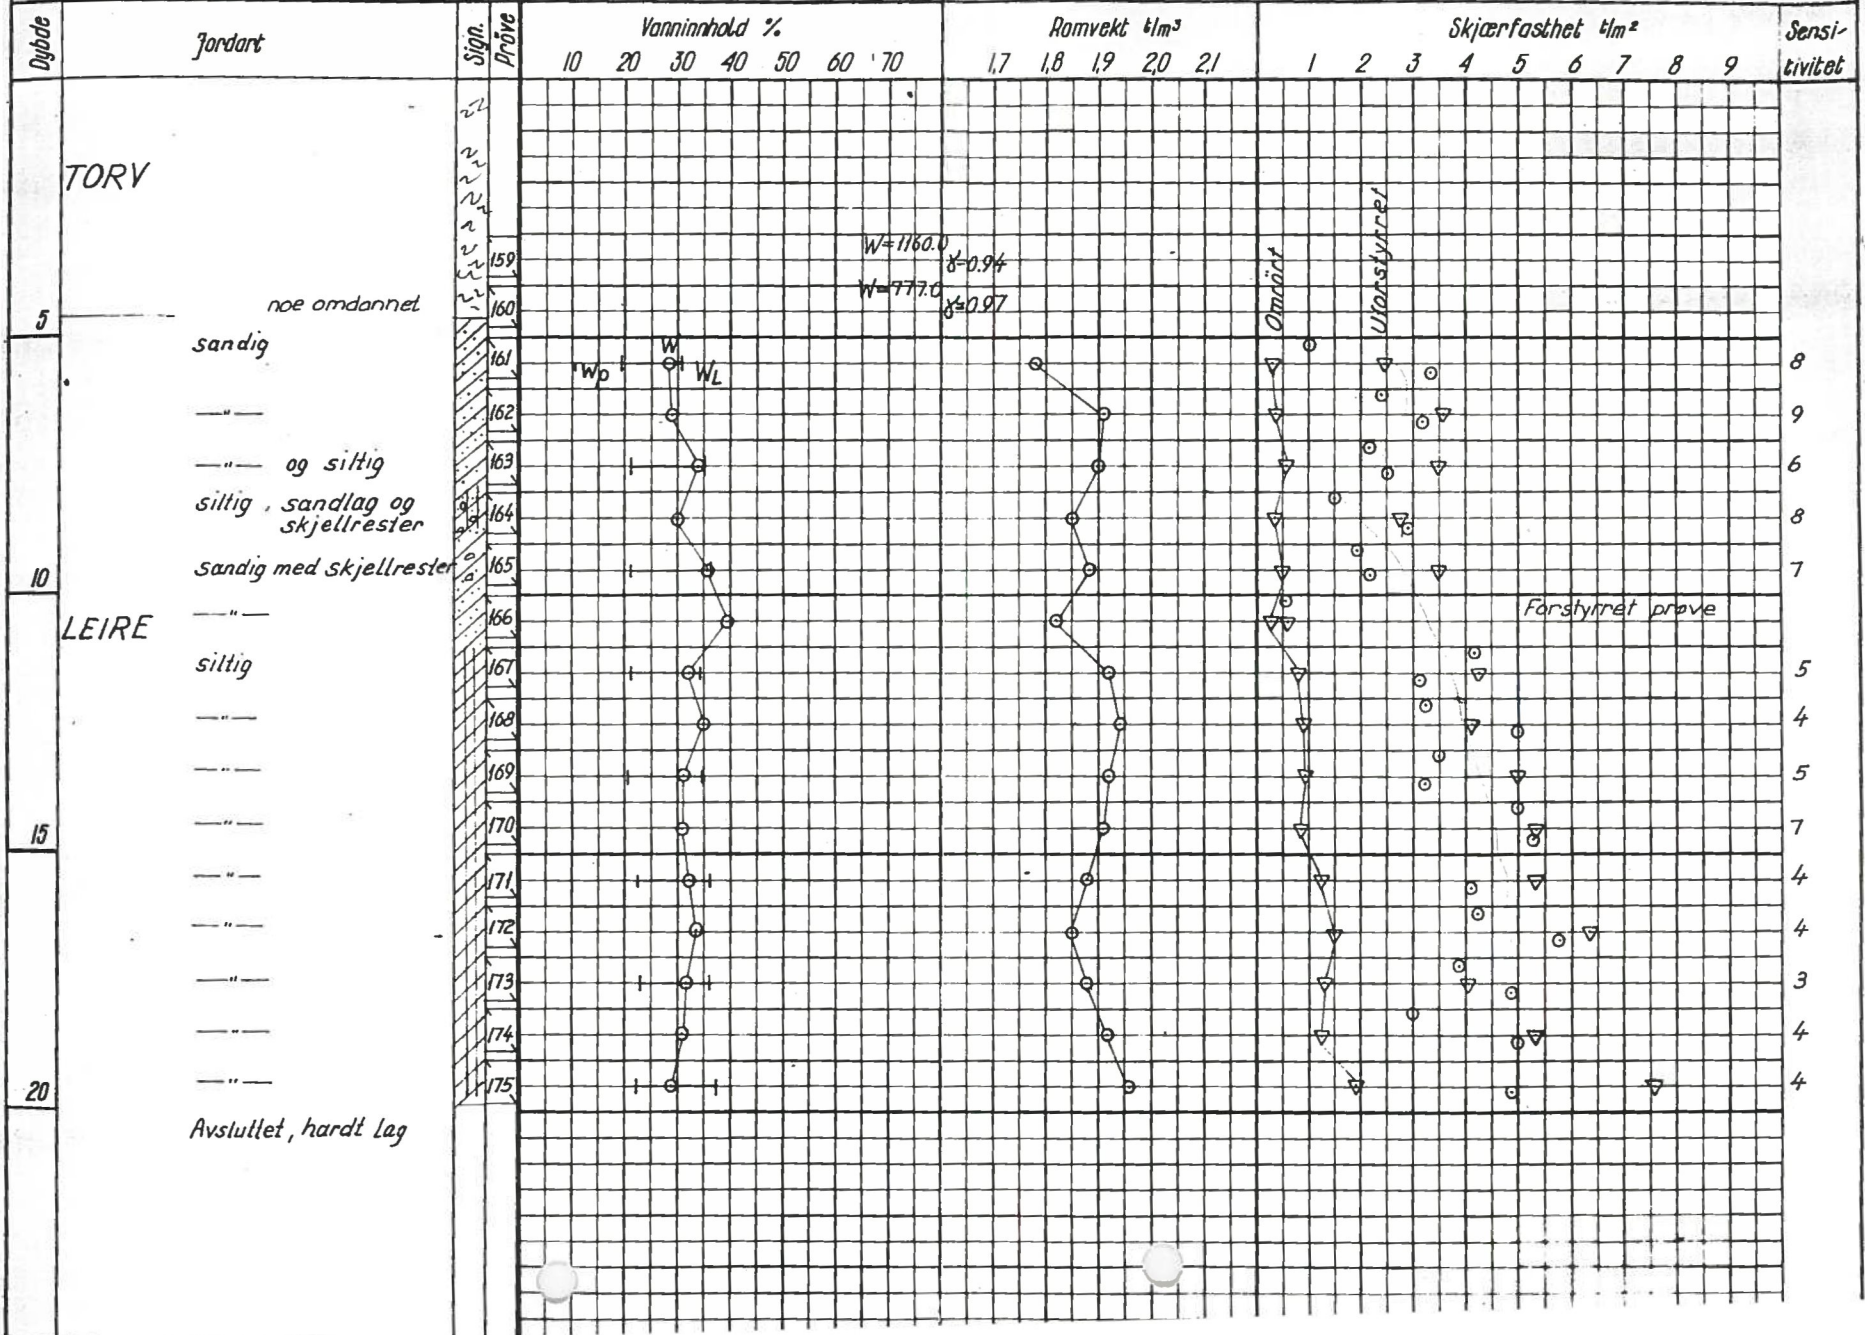 Dybde Jordart Sign. Prøve Vanninnhold % Romvekt t/m³ Skjærfasthet t/m² Sensi-
10 20 30 40 50 60 70 1,7 1,8 1,9 2,0 2,1 1 2 3 4 5 6 7 8 9 tivitet
TORV
Omrört Uforstyrret
W=1160.0
159 γ=0.94
W=777.0
noe omdannet 160 γ=0.97
5
sandig W
161 8
Wp WL
—"— 162 9
—"— og siltig 163 6
siltig, sandlag og 164 8
skjellrester
sandig med skjellrester 165 7
10
—"— 166 Forstyrret prøve
LEIRE
siltig 167 5
—"— 168 4
—"— 169 5
—"— 170 7
15
—"— 171 4
—"— 172 4
—"— 173 3
—"— 174 4
—"— 175 4
20
Avsluttet, hardt lag